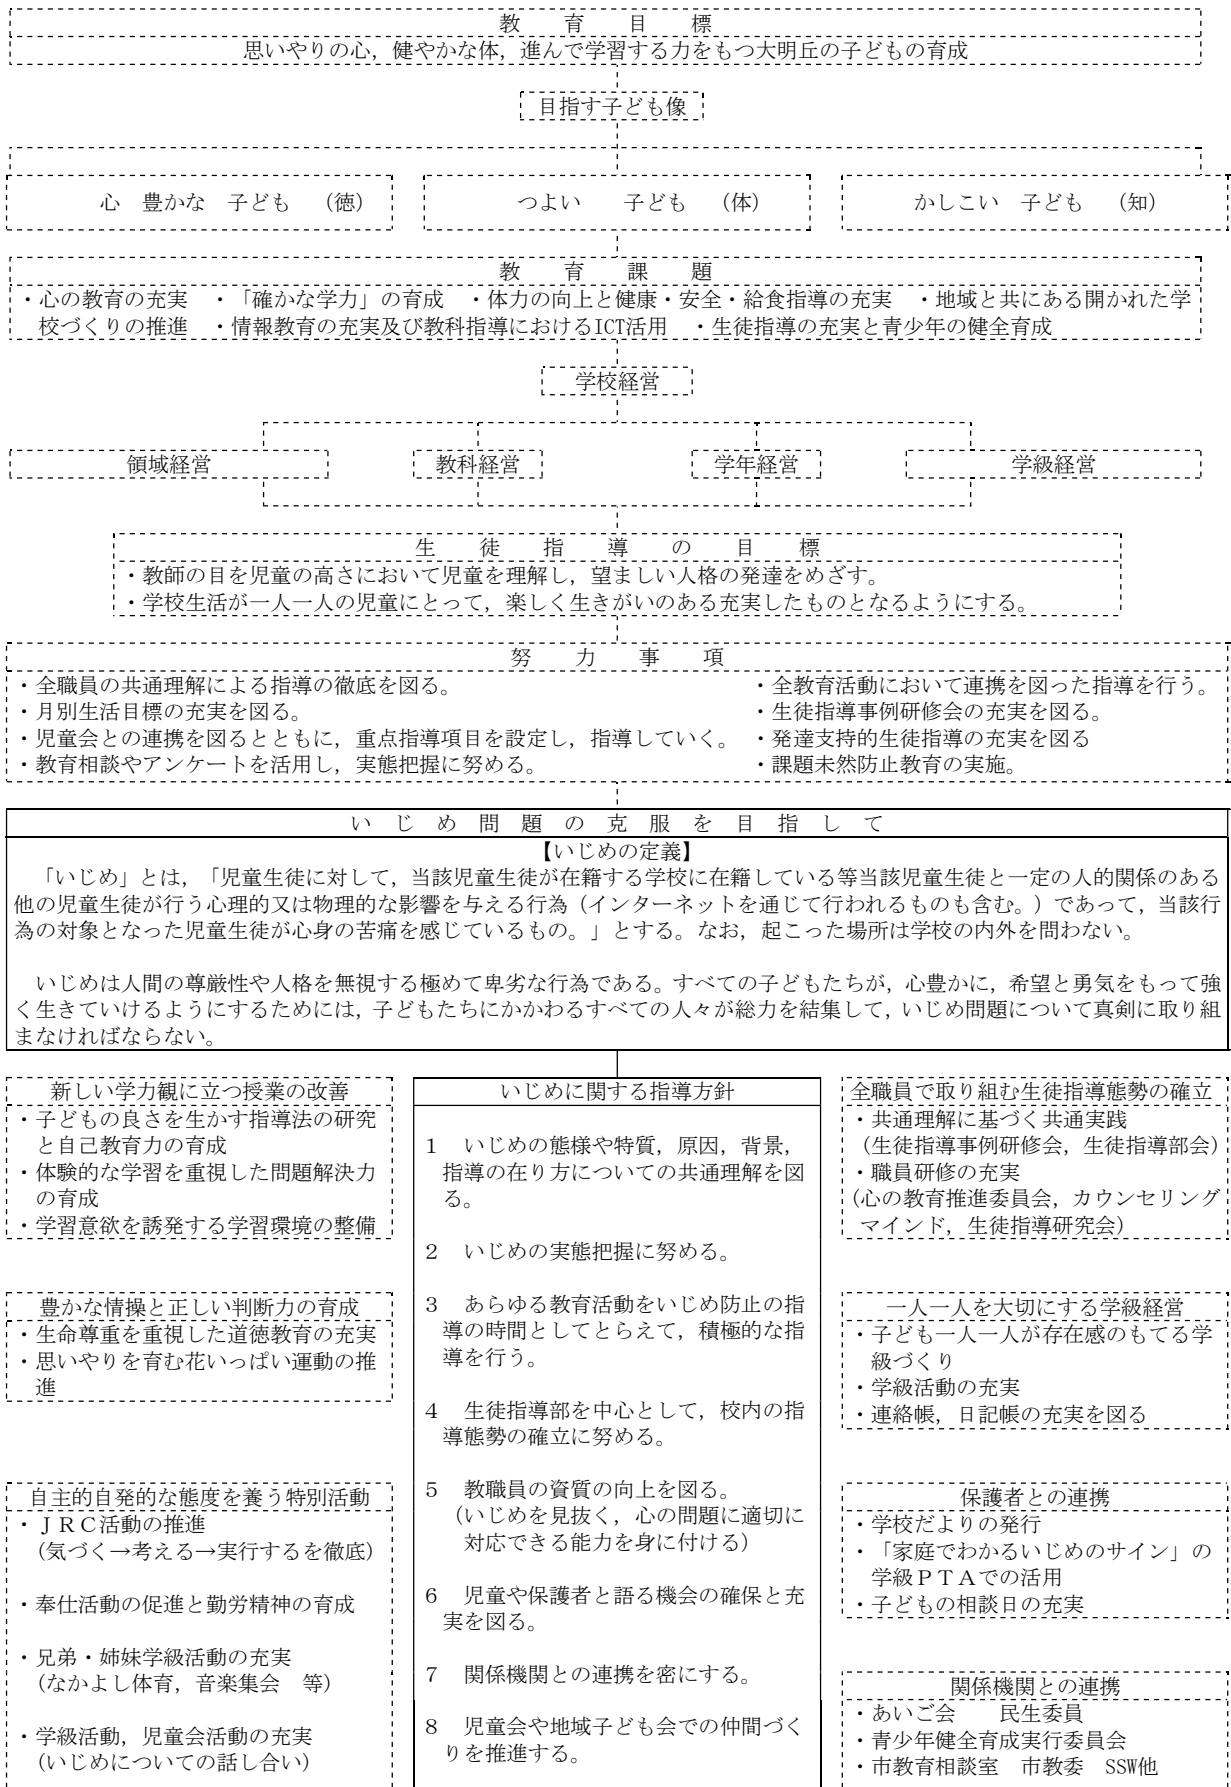 教　育　目　標
思いやりの心，健やかな体，進んで学習する力をもつ大明丘の子どもの育成
目指す子ども像
心　豊かな　子ども　（徳）
つよい　　子ども　（体）
かしこい　子ども　（知）
教　育　課　題
・心の教育の充実　・「確かな学力」の育成　・体力の向上と健康・安全・給食指導の充実　・地域と共にある開かれた学
校づくりの推進　・情報教育の充実及び教科指導におけるICT活用　・生徒指導の充実と青少年の健全育成
学校経営
領域経営
教科経営
学年経営
学級経営
生　徒　指　導　の　目　標
・教師の目を児童の高さにおいて児童を理解し，望ましい人格の発達をめざす。
・学校生活が一人一人の児童にとって，楽しく生きがいのある充実したものとなるようにする。
努　力　事　項
・全職員の共通理解による指導の徹底を図る。
・月別生活目標の充実を図る。
・児童会との連携を図るとともに，重点指導項目を設定し，指導していく。
・教育相談やアンケートを活用し，実態把握に努める。
・全教育活動において連携を図った指導を行う。
・生徒指導事例研修会の充実を図る。
・発達支持的生徒指導の充実を図る
・課題未然防止教育の実施。
い　じ　め　問　題　の　克　服　を　目　指　し　て
【いじめの定義】
「いじめ」とは，「児童生徒に対して，当該児童生徒が在籍する学校に在籍している等当該児童生徒と一定の人的関係のある
他の児童生徒が行う心理的又は物理的な影響を与える行為（インターネットを通じて行われるものも含む。）であって，当該行
為の対象となった児童生徒が心身の苦痛を感じているもの。」とする。なお，起こった場所は学校の内外を問わない。
いじめは人間の尊厳性や人格を無視する極めて卑劣な行為である。すべての子どもたちが，心豊かに，希望と勇気をもって強
く生きていけるようにするためには，子どもたちにかかわるすべての人々が総力を結集して，いじめ問題について真剣に取り組
まなければならない。
新しい学力観に立つ授業の改善
・子どもの良さを生かす指導法の研究
と自己教育力の育成
・体験的な学習を重視した問題解決力
の育成
・学習意欲を誘発する学習環境の整備
豊かな情操と正しい判断力の育成
・生命尊重を重視した道徳教育の充実
・思いやりを育む花いっぱい運動の推
進
自主的自発的な態度を養う特別活動
・ＪＲＣ活動の推進
（気づく→考える→実行するを徹底）
・奉仕活動の促進と勤労精神の育成
・兄弟・姉妹学級活動の充実
（なかよし体育，音楽集会　等）
・学級活動，児童会活動の充実
（いじめについての話し合い）
いじめに関する指導方針
１　いじめの態様や特質，原因，背景，
指導の在り方についての共通理解を図
る。
２　いじめの実態把握に努める。
３　あらゆる教育活動をいじめ防止の指
導の時間としてとらえて，積極的な指
導を行う。
４　生徒指導部を中心として，校内の指
導態勢の確立に努める。
５　教職員の資質の向上を図る。
（いじめを見抜く，心の問題に適切に
対応できる能力を身に付ける）
６　児童や保護者と語る機会の確保と充
実を図る。
７　関係機関との連携を密にする。
８　児童会や地域子ども会での仲間づく
りを推進する。
全職員で取り組む生徒指導態勢の確立
・共通理解に基づく共通実践
（生徒指導事例研修会，生徒指導部会）
・職員研修の充実
（心の教育推進委員会，カウンセリング
マインド，生徒指導研究会）
一人一人を大切にする学級経営
・子ども一人一人が存在感のもてる学
級づくり
・学級活動の充実
・連絡帳，日記帳の充実を図る
保護者との連携
・学校だよりの発行
・「家庭でわかるいじめのサイン」の
学級ＰＴＡでの活用
・子どもの相談日の充実
関係機関との連携
・あいご会　　民生委員
・青少年健全育成実行委員会
・市教育相談室　市教委　SSW他